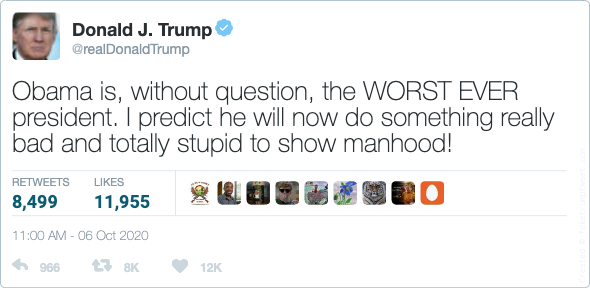 Donald J. Trump
@realDonaldTrump
Obama is, without question, the WORST EVER
president. I predict he will now do something really
bad and totally stupid to show manhood!
RETWEETS LIKES
8,499 11,955
11:00 AM - 06 Oct 2020
966 8K 12K